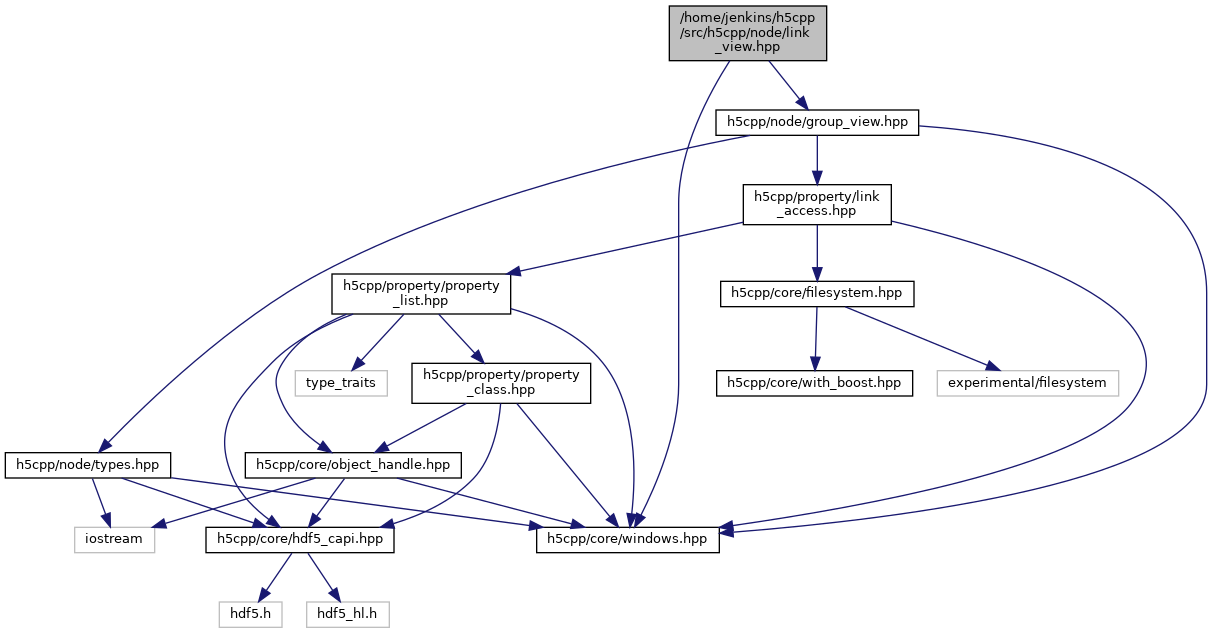 /home/jenkins/h5cpp
/src/h5cpp/node/link
_view.hpp
h5cpp/node/group_view.hpp
h5cpp/property/link
_access.hpp
h5cpp/property/property
_list.hpp
h5cpp/core/filesystem.hpp
type_traits
h5cpp/property/property
_class.hpp
h5cpp/core/with_boost.hpp
experimental/filesystem
h5cpp/node/types.hpp
h5cpp/core/object_handle.hpp
iostream
h5cpp/core/hdf5_capi.hpp
h5cpp/core/windows.hpp
hdf5.h
hdf5_hl.h